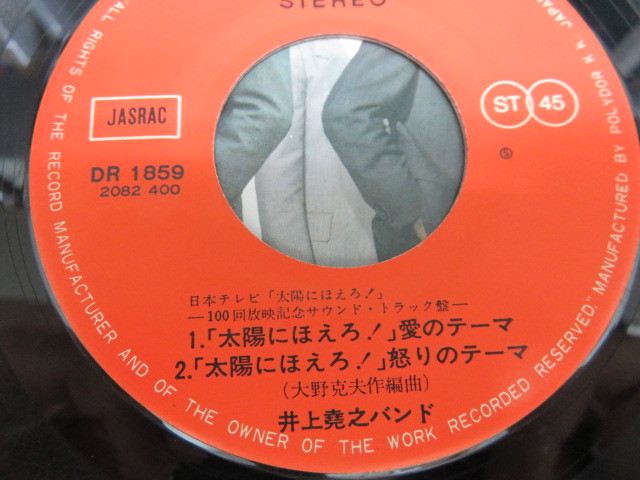 STEREO
JASRAC
ST 45
DR 1859
2082 400
Ⓢ
日本テレビ「太陽にほえろ!」
—100回放映記念サウンド・トラック盤—
1.「太陽にほえろ!」愛のテーマ
2.「太陽にほえろ!」怒りのテーマ
(大野克夫作編曲)
井上堯之バンド
ALL RIGHTS OF THE RECORD MANUFACTURER AND OF THE OWNER OF THE WORK RECORDED RESERVED. MANUFACTURED BY POLYDOR K.K. JAPAN